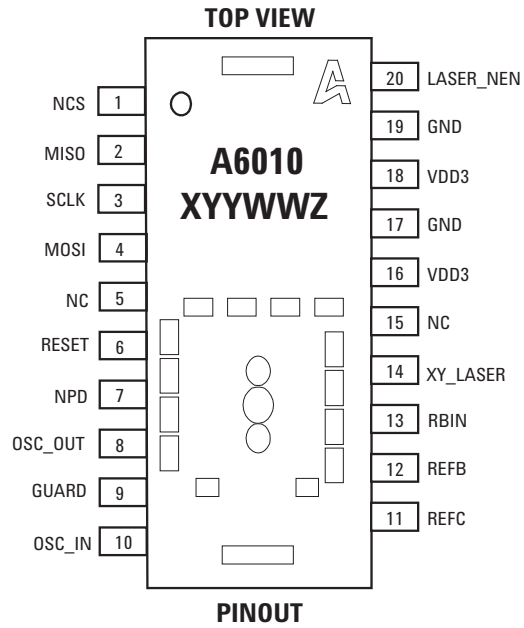 TOP VIEW
A6010
XYYWWZ
NCS 1
MISO 2
SCLK 3
MOSI 4
NC 5
RESET 6
NPD 7
OSC_OUT 8
GUARD 9
OSC_IN 10
20 LASER_NEN
19 GND
18 VDD3
17 GND
16 VDD3
15 NC
14 XY_LASER
13 RBIN
12 REFB
11 REFC
PINOUT